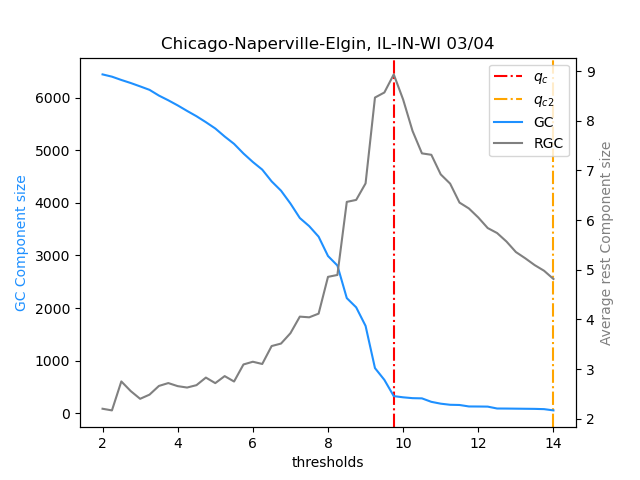 Chicago-Naperville-Elgin, IL-IN-WI 03/04
GC Component size
6000
5000
4000
3000
2000
1000
0
q_c
q_c2
GC
RGC
9
8
7
6
5
4
3
2
Average rest Component size
2 4 6 8 10 12 14
thresholds